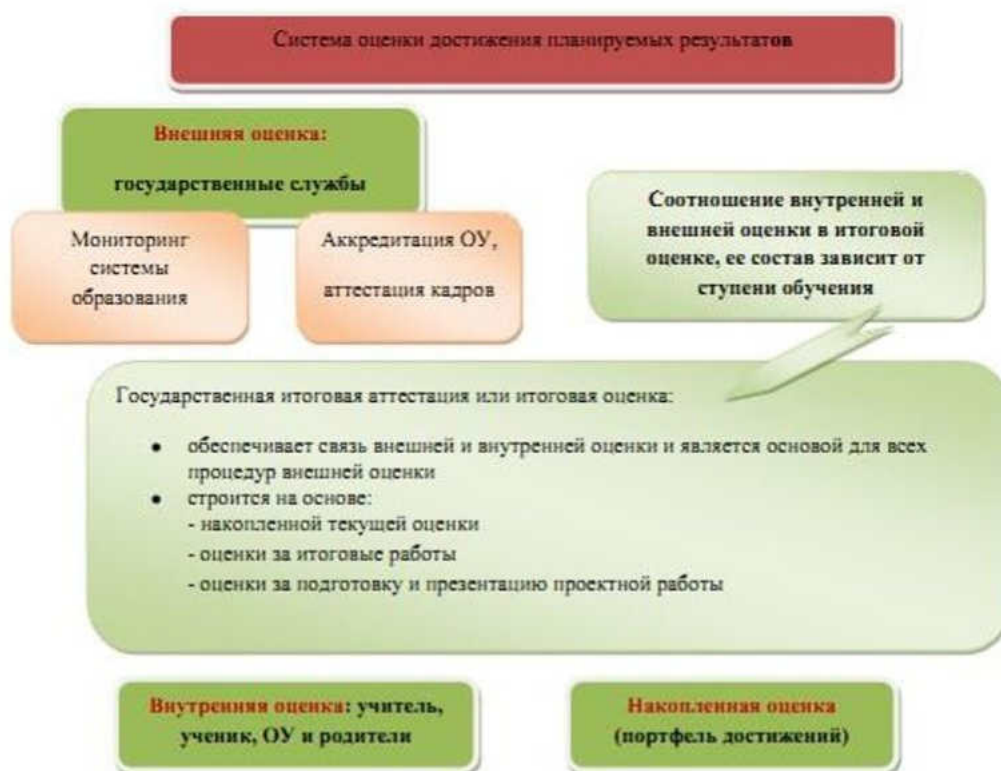 Система оценки достижения планируемых результатов
Внешняя оценка:
государственные службы
Мониторинг
системы
образования
Аккредитация ОУ,
аттестация кадров
Соотношение внутренней и
внешней оценки в итоговой
оценке, ее состав зависит от
ступени обучения
Государственная итоговая аттестация или итоговая оценка:
● обеспечивает связь внешней и внутренней оценки и является основой для всех
процедур внешней оценки
● строится на основе:
- накопленной текущей оценки
- оценки за итоговые работы
- оценки за подготовку и презентацию проектной работы
Внутренняя оценка: учитель,
ученик, ОУ и родители
Накопленная оценка
(портфель достижений)